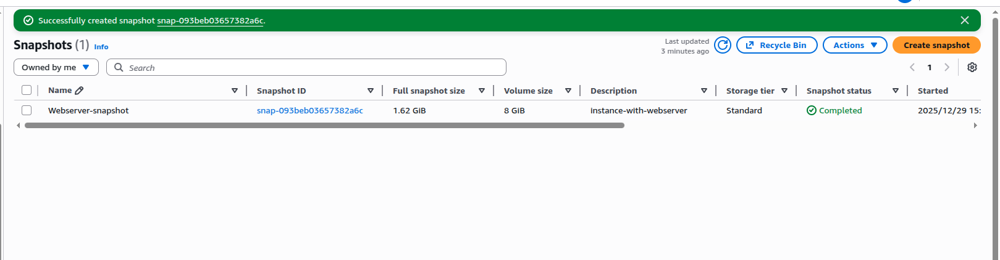 Successfully created snapshot snap-093beb03657382a6c.
Snapshots (1) Info
Last updated
3 minutes ago
Recycle Bin
Actions
Create snapshot
Owned by me
Search
1
Name Snapshot ID Full snapshot size Volume size Description Storage tier Snapshot status Started
Webserver-snapshot snap-093beb03657382a6c 1.62 GiB 8 GiB instance-with-webserver Standard Completed 2025/12/29 15: